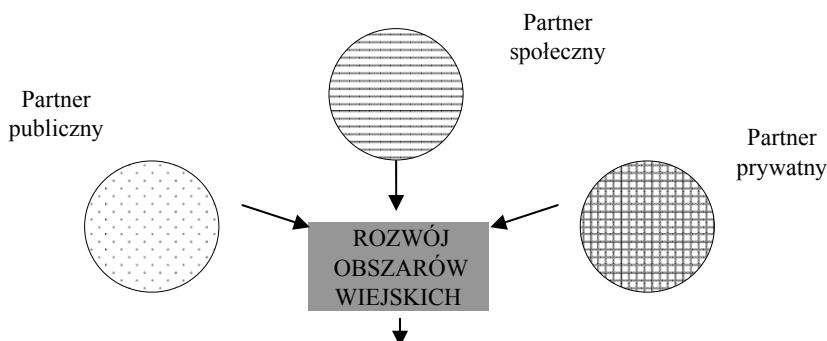 Partner
społeczny
Partner
publiczny
Partner
prywatny
ROZWÓJ
OBSZARÓW
WIEJSKICH